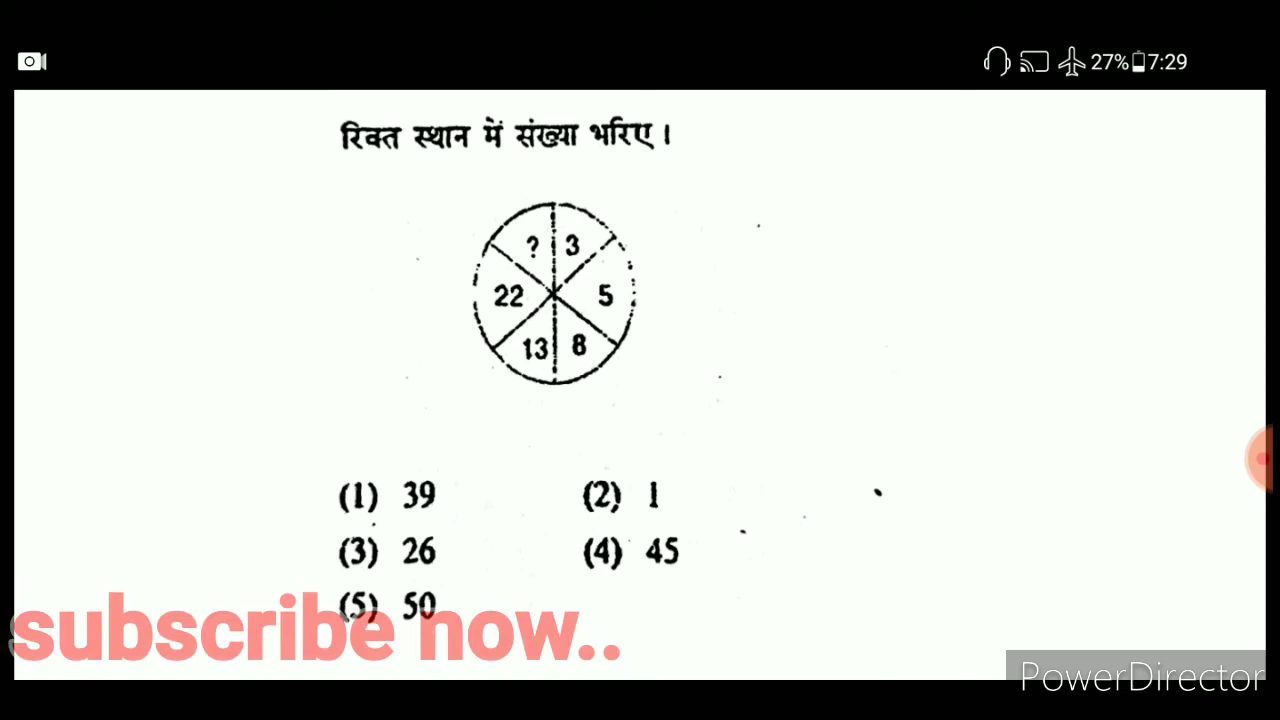 27% 7:29
रिक्त स्थान में संख्या भरिए।
? 3
22 5
13 8
(1) 39 (2) 1
(3) 26 (4) 45
(5) 50
subscribe now..
PowerDirector